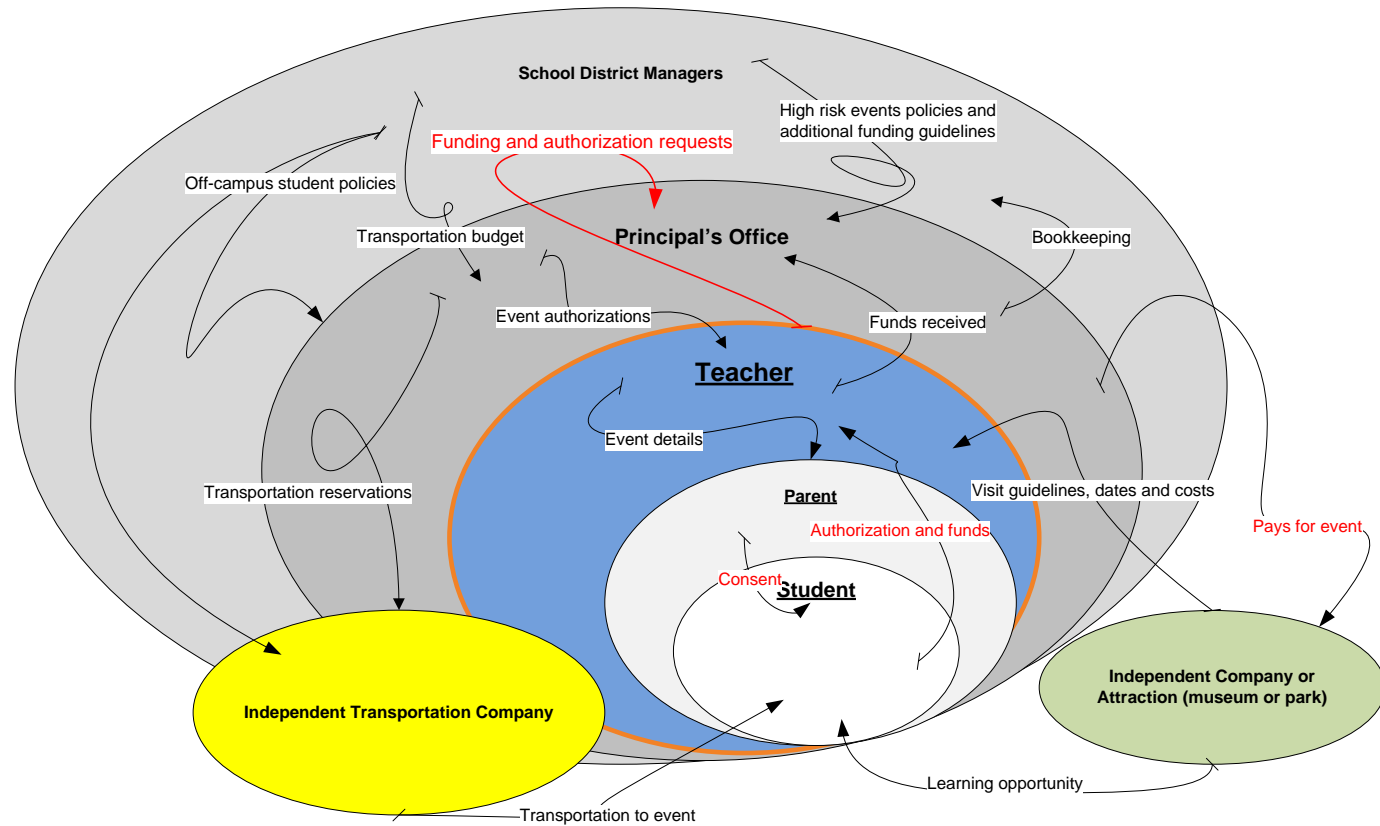 School District Managers
High risk events policies and
additional funding guidelines
Funding and authorization requests
Off-campus student policies
Transportation budget
Principal's Office
Bookkeeping
Event authorizations
Funds received
Teacher
Event details
Transportation reservations
Parent
Visit guidelines, dates and costs
Authorization and funds
Pays for event
Consent
Student
Independent Transportation Company
Independent Company or
Attraction (museum or park)
Learning opportunity
Transportation to event